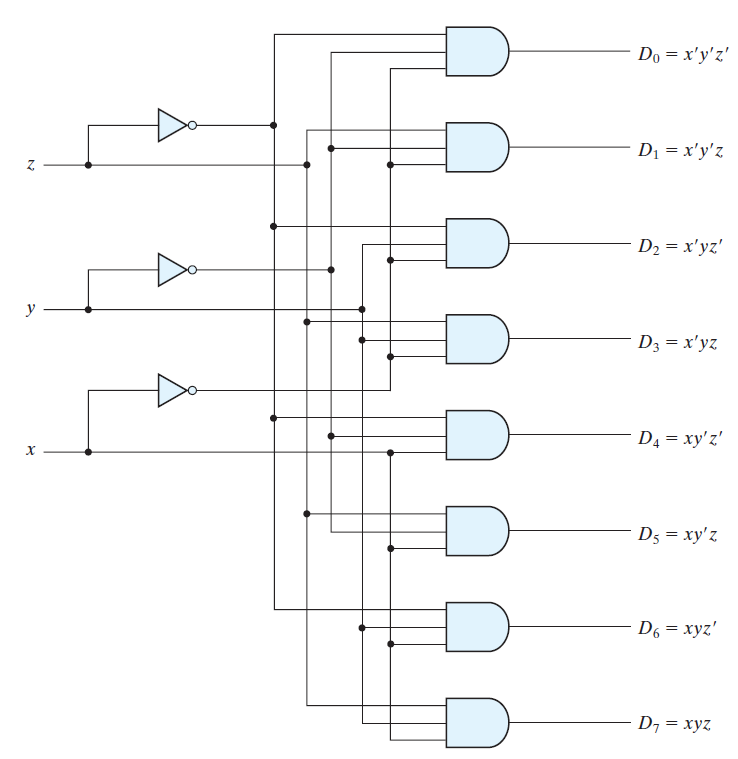 D₀ = x′y′z′
D₁ = x′y′z
z
D₂ = x′yz′
y
D₃ = x′yz
D₄ = xy′z′
x
D₅ = xy′z
D₆ = xyz′
D₇ = xyz